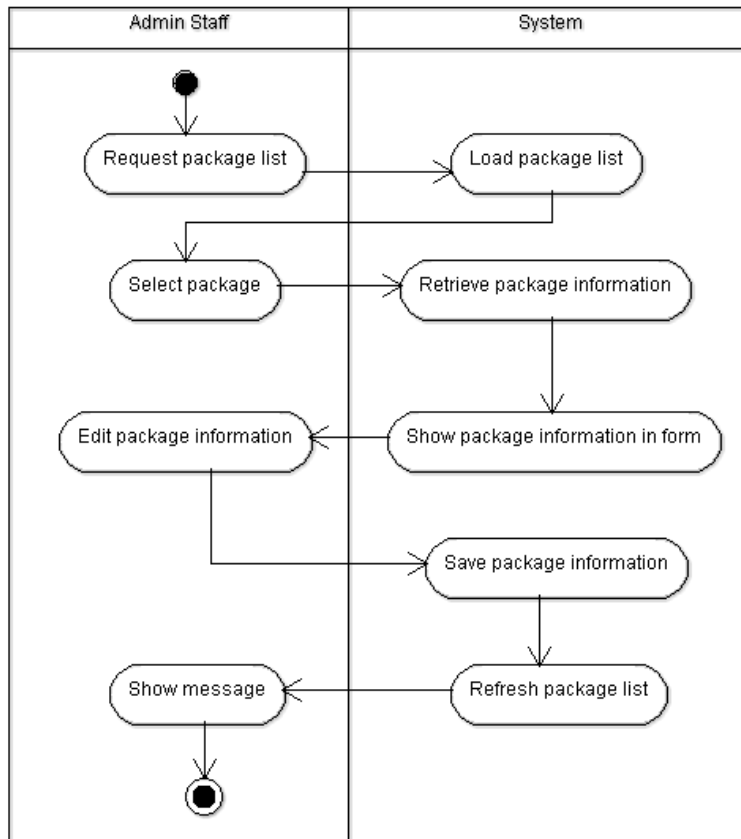 Admin Staff
System
Request package list
Load package list
Select package
Retrieve package information
Edit package information
Show package information in form
Save package information
Show message
Refresh package list